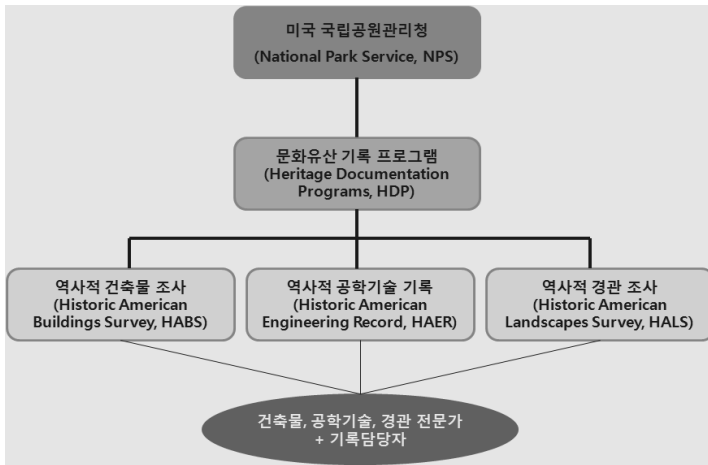 미국 국립공원관리청
(National Park Service, NPS)
문화유산 기록 프로그램
(Heritage Documentation
Programs, HDP)
역사적 건축물 조사
(Historic American
Buildings Survey, HABS)
역사적 공학기술 기록
(Historic American
Engineering Record, HAER)
역사적 경관 조사
(Historic American
Landscapes Survey, HALS)
건축물, 공학기술, 경관 전문가
+ 기록담당자